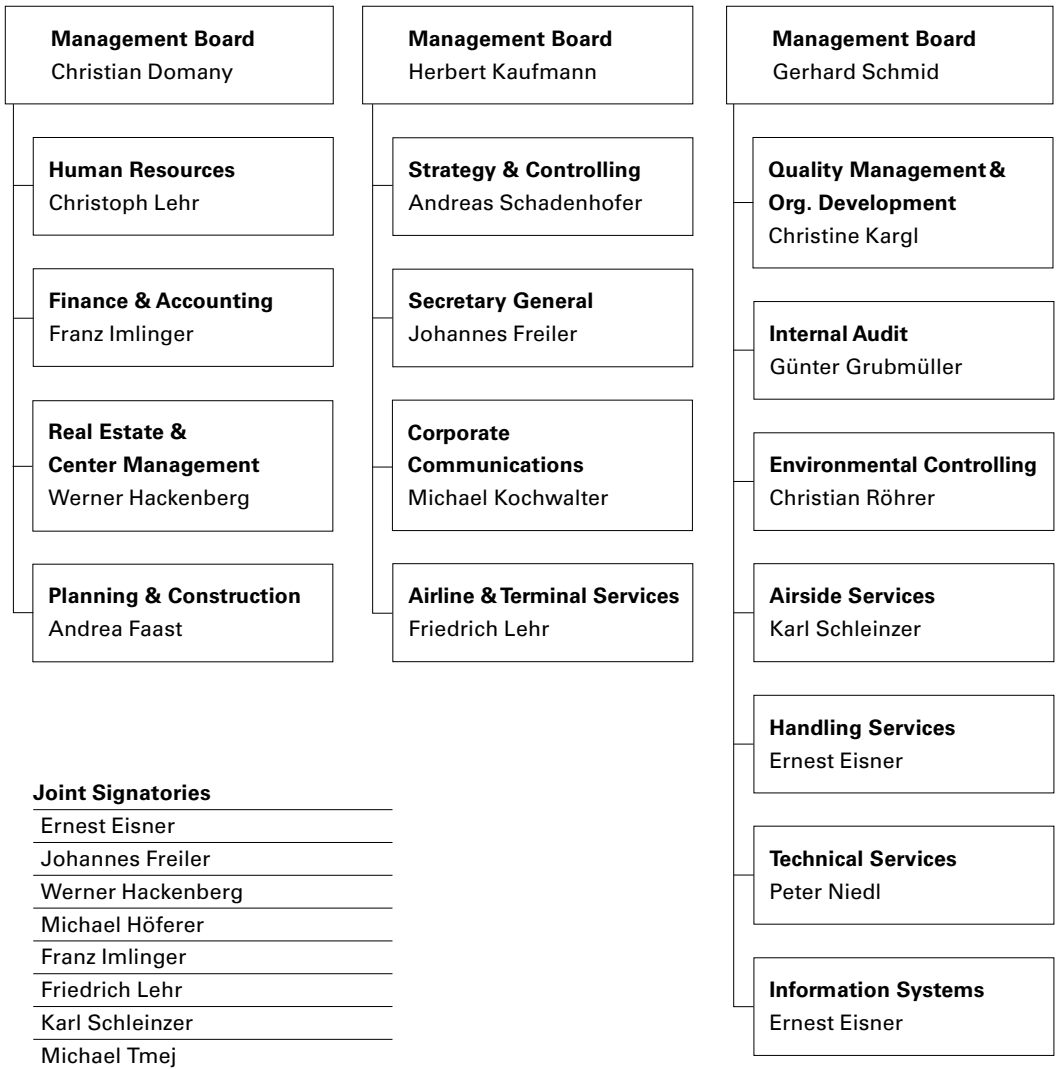 Management Board
Christian Domany
Human Resources
Christoph Lehr
Finance & Accounting
Franz Imlinger
Real Estate &
Center Management
Werner Hackenberg
Planning & Construction
Andrea Faast
Management Board
Herbert Kaufmann
Strategy & Controlling
Andreas Schadenhofer
Secretary General
Johannes Freiler
Corporate
Communications
Michael Kochwalter
Airline & Terminal Services
Friedrich Lehr
Management Board
Gerhard Schmid
Quality Management &
Org. Development
Christine Kargl
Internal Audit
Günter Grubmüller
Environmental Controlling
Christian Röhrer
Airside Services
Karl Schleinzer
Handling Services
Ernest Eisner
Technical Services
Peter Niedl
Information Systems
Ernest Eisner
Joint Signatories
Ernest Eisner
Johannes Freiler
Werner Hackenberg
Michael Höferer
Franz Imlinger
Friedrich Lehr
Karl Schleinzer
Michael Tmej